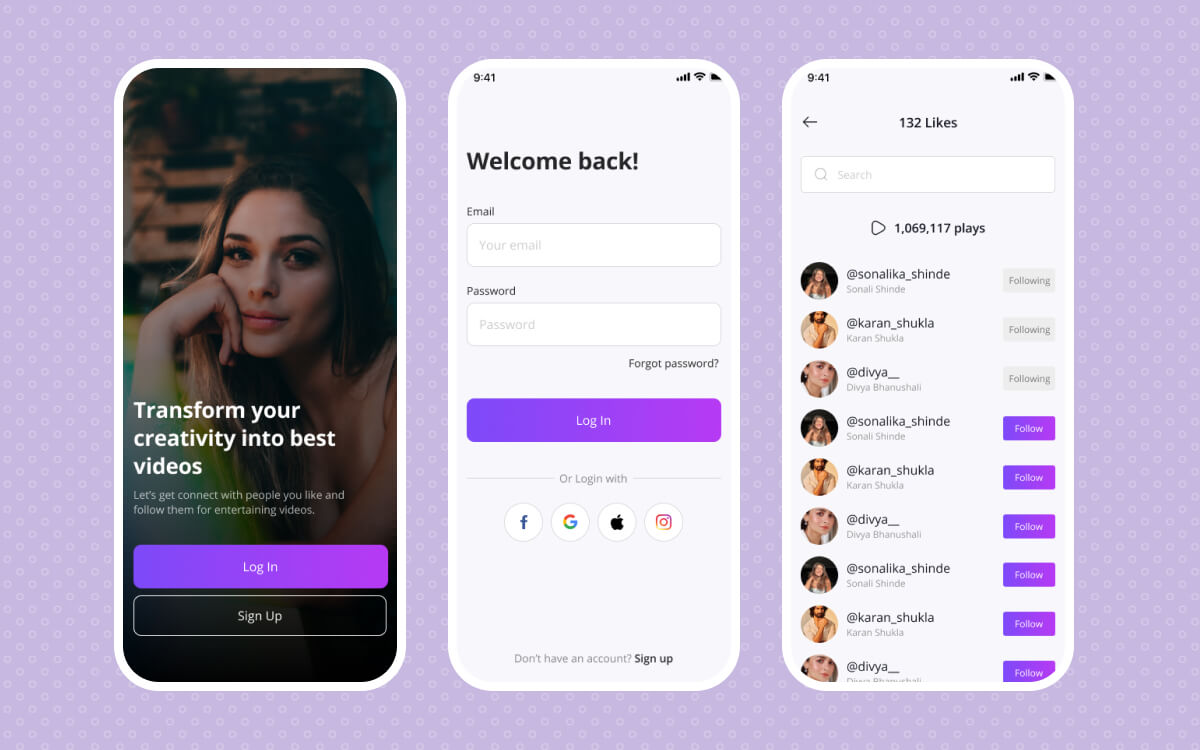 Transform your
creativity into best
videos
Let's get connect with people you like and
follow them for entertaining videos.
Log In
Sign Up
9:41
Welcome back!
Email
Your email
Password
Password
Forgot password?
Log In
Or Login with
Don't have an account? Sign up
9:41
132 Likes
Search
1,069,117 plays
@sonalika_shinde
Sonali Shinde
Following
@karan_shukla
Karan Shukla
Following
@divya__
Divya Bhanushali
Following
@sonalika_shinde
Sonali Shinde
Follow
@karan_shukla
Karan Shukla
Follow
@divya__
Divya Bhanushali
Follow
@sonalika_shinde
Sonali Shinde
Follow
@karan_shukla
Karan Shukla
Follow
@divya__
Divya Bhanushali
Follow